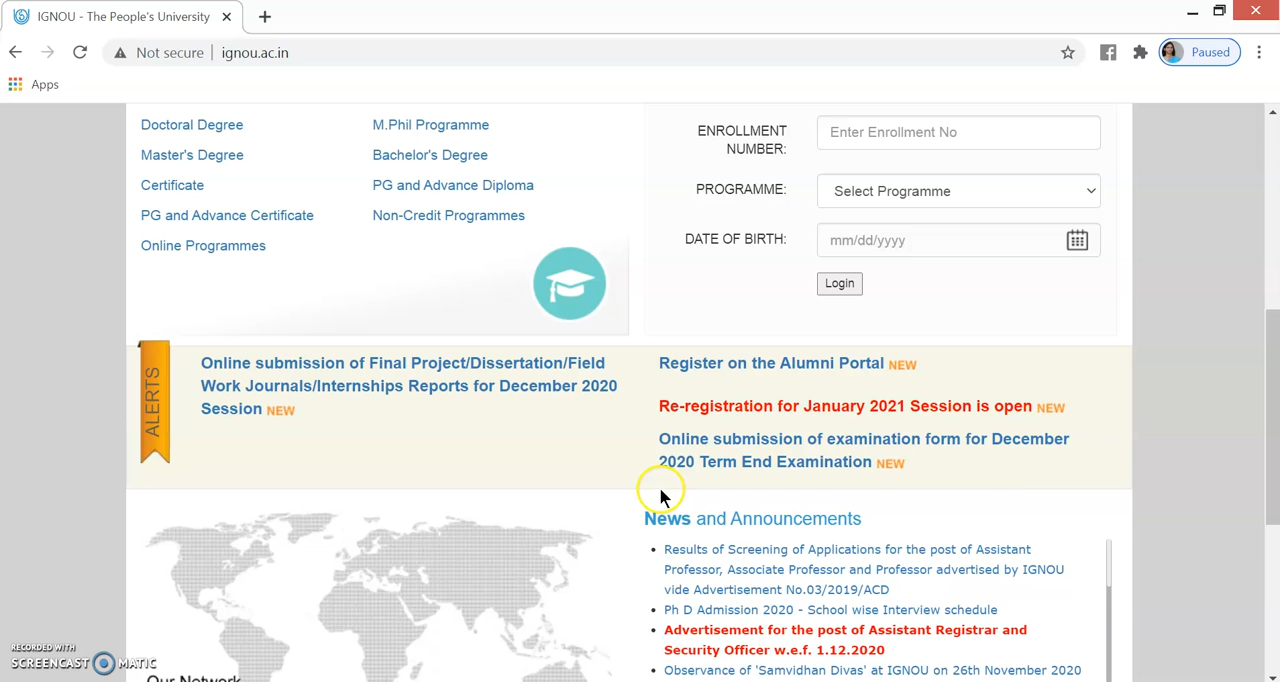 IGNOU - The People's University
Paused
Not secure
ignou.ac.in
Apps
Doctoral Degree
M.Phil Programme
Master's Degree
Bachelor's Degree
Certificate
PG and Advance Diploma
PG and Advance Certificate
Non-Credit Programmes
Online Programmes
ENROLLMENT
NUMBER:
Enter Enrollment No
PROGRAMME:
Select Programme
DATE OF BIRTH:
mm/dd/yyyy
Login
ALERTS
Online submission of Final Project/Dissertation/Field
Work Journals/Internships Reports for December 2020
Session NEW
Register on the Alumni Portal NEW
Re-registration for January 2021 Session is open NEW
Online submission of examination form for December
2020 Term End Examination NEW
News and Announcements
Results of Screening of Applications for the post of Assistant
Professor, Associate Professor and Professor advertised by IGNOU
vide Advertisement No.03/2019/ACD
Ph D Admission 2020 - School wise Interview schedule
Advertisement for the post of Assistant Registrar and
Security Officer w.e.f. 1.12.2020
Observance of 'Samvidhan Divas' at IGNOU on 26th November 2020
Our Network
RECORDED WITH
SCREENCAST MATIC